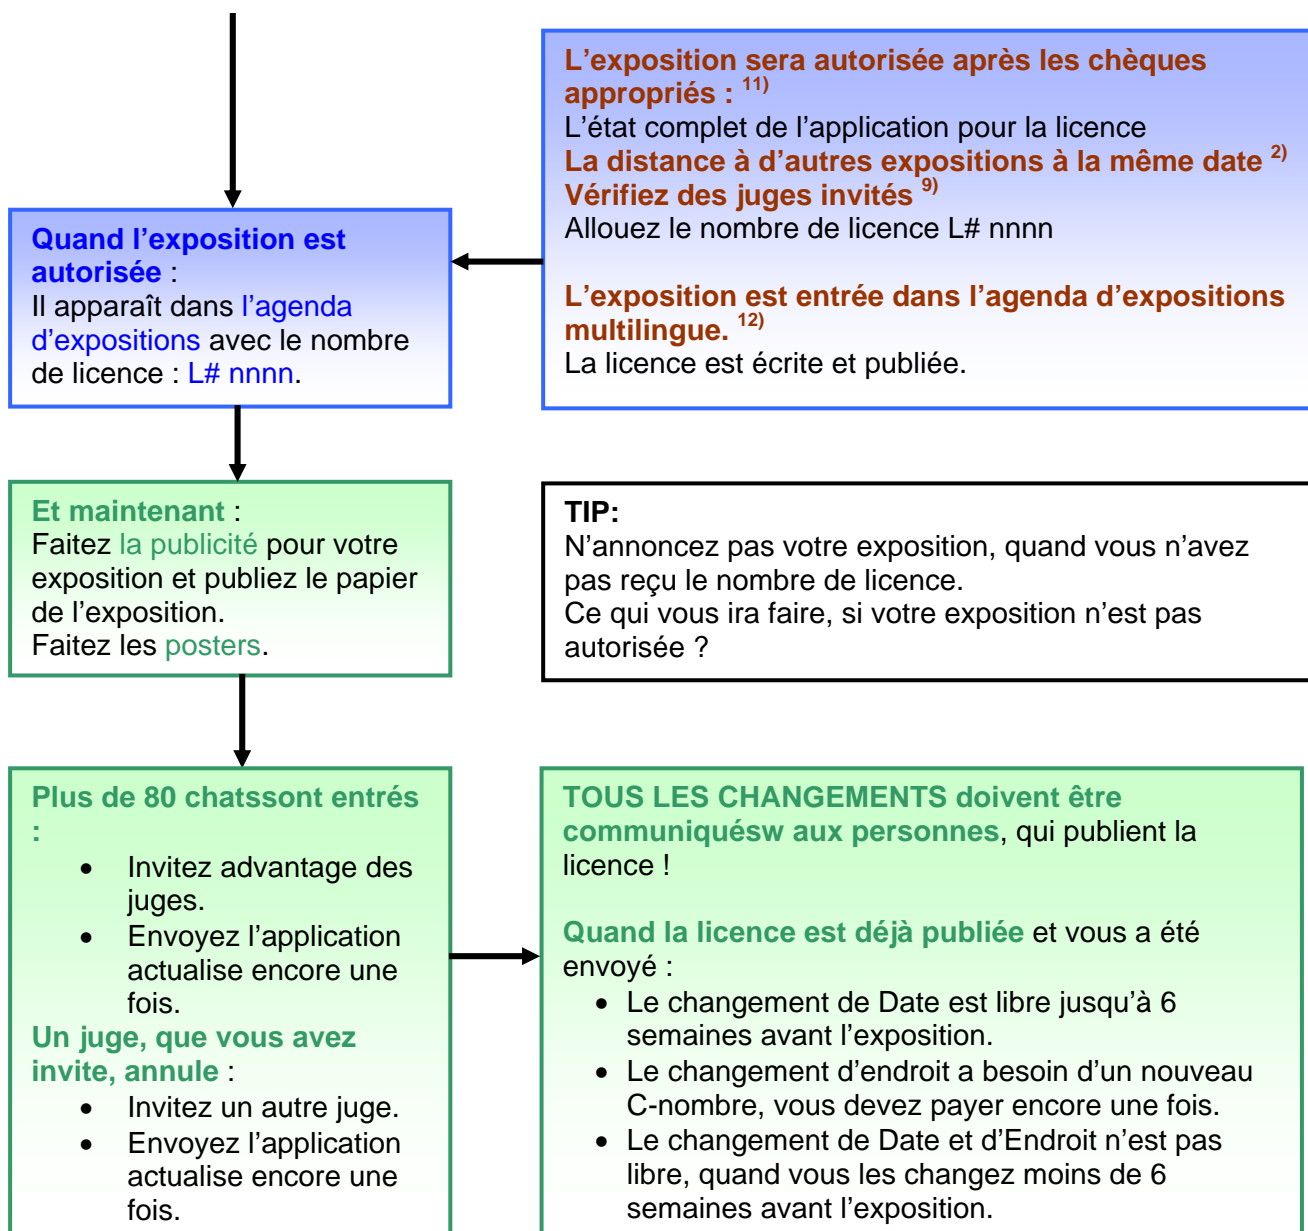 L'exposition sera autorisée après les chèques
appropriés : 11)
L'état complet de l'application pour la licence
La distance à d'autres expositions à la même date 2)
Vérifiez des juges invités 9)
Allouez le nombre de licence L# nnnn
L'exposition est entrée dans l'agenda d'expositions
multilingue. 12)
La licence est écrite et publiée.
Quand l'exposition est
autorisée :
Il apparaît dans l'agenda
d'expositions avec le nombre
de licence : L# nnnn.
Et maintenant :
Faitez la publicité pour votre
exposition et publiez le papier
de l'exposition.
Faitez les posters.
TIP:
N'annoncez pas votre exposition, quand vous n'avez
pas reçu le nombre de licence.
Ce qui vous ira faire, si votre exposition n'est pas
autorisée ?
Plus de 80 chatssont entrés
:
• Invitez advantage des
juges.
• Envoyez l'application
actualise encore une
fois.
Un juge, que vous avez
invite, annule :
• Invitez un autre juge.
• Envoyez l'application
actualise encore une
fois.
TOUS LES CHANGEMENTS doivent être
communiquésw aux personnes, qui publient la
licence !
Quand la licence est déjà publiée et vous a été
envoyé :
• Le changement de Date est libre jusqu'à 6
semaines avant l'exposition.
• Le changement d'endroit a besoin d'un nouveau
C-nombre, vous devez payer encore une fois.
• Le changement de Date et d'Endroit n'est pas
libre, quand vous les changez moins de 6
semaines avant l'exposition.